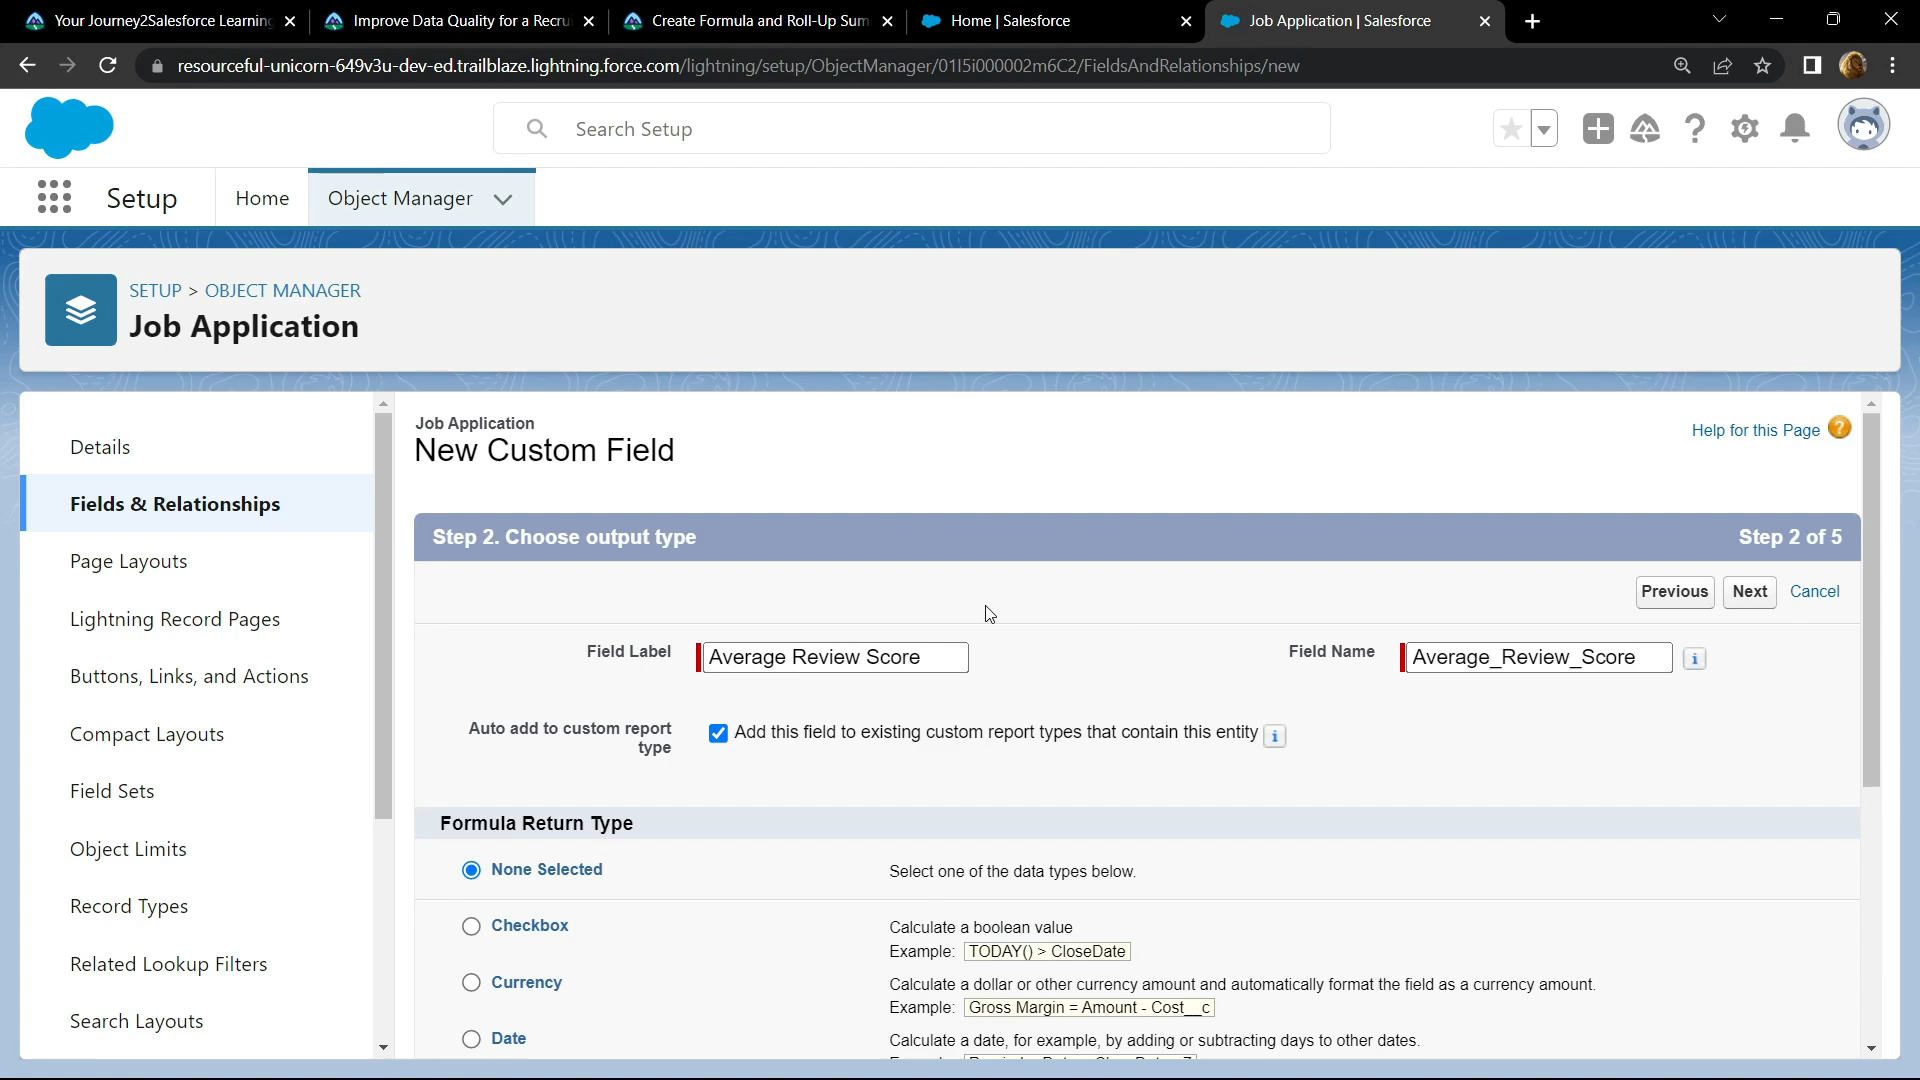 Your Journey2Salesforce Learning
Improve Data Quality for a Recru
Create Formula and Roll-Up Sum
Home | Salesforce
Job Application | Salesforce
resourceful-unicorn-649v3u-dev-ed.trailblaze.lightning.force.com/lightning/setup/ObjectManager/01I5i000002m6C2/FieldsAndRelationships/new
Search Setup
Setup
Home
Object Manager
SETUP > OBJECT MANAGER
Job Application
Details
Fields & Relationships
Page Layouts
Lightning Record Pages
Buttons, Links, and Actions
Compact Layouts
Field Sets
Object Limits
Record Types
Related Lookup Filters
Search Layouts
Job Application
New Custom Field
Help for this Page
Step 2. Choose output type
Step 2 of 5
Previous
Next
Cancel
Field Label
Average Review Score
Field Name
Average_Review_Score
Auto add to custom report
type
Add this field to existing custom report types that contain this entity
Formula Return Type
None Selected
Select one of the data types below.
Checkbox
Calculate a boolean value
Example: TODAY() > CloseDate
Currency
Calculate a dollar or other currency amount and automatically format the field as a currency amount.
Example: Gross Margin = Amount - Cost__c
Date
Calculate a date, for example, by adding or subtracting days to other dates.